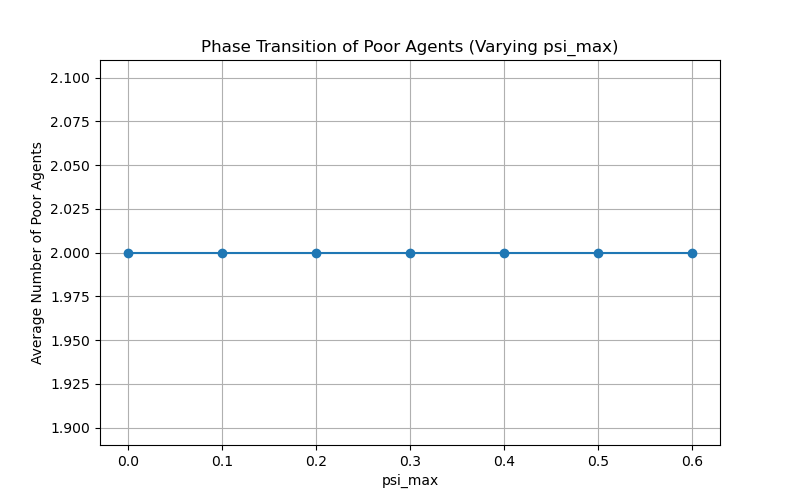 Phase Transition of Poor Agents (Varying psi_max)
Average Number of Poor Agents
2.100
2.075
2.050
2.025
2.000
1.975
1.950
1.925
1.900
0.0 0.1 0.2 0.3 0.4 0.5 0.6
psi_max